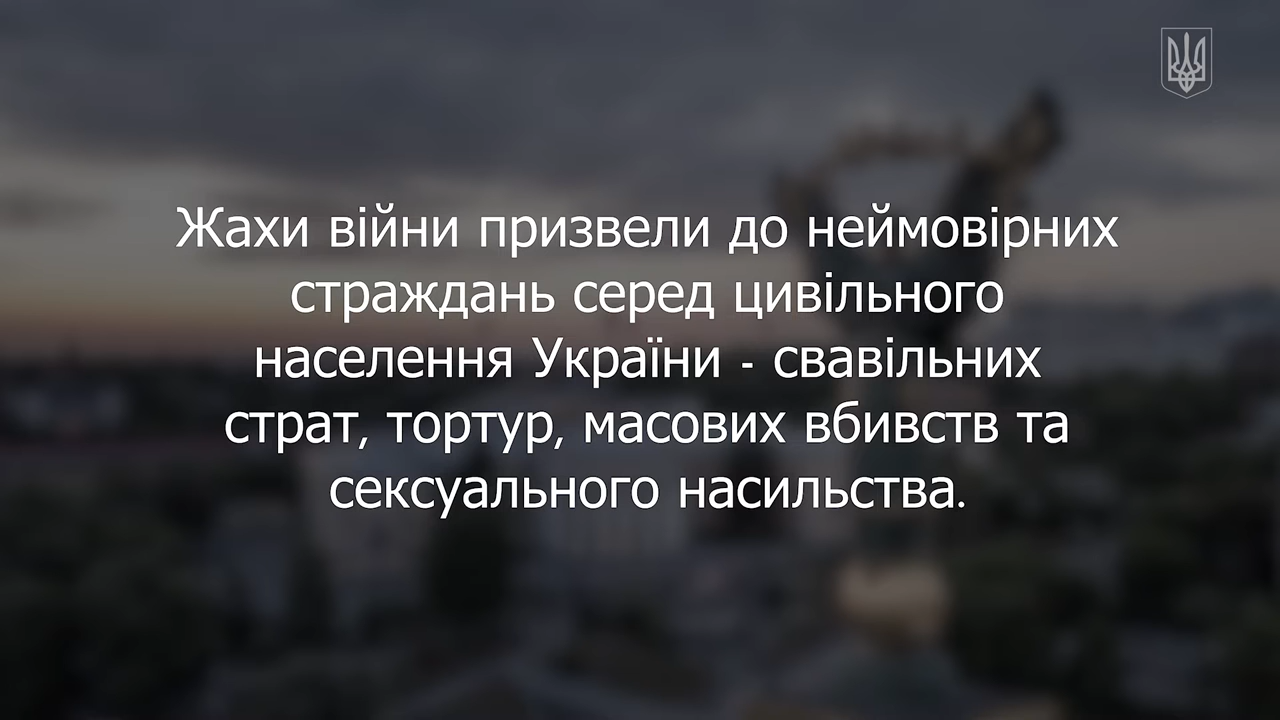 Жахи війни призвели до неймовірних
страждань серед цивільного
населення України - свавільних
страт, тортур, масових вбивств та
сексуального насильства.